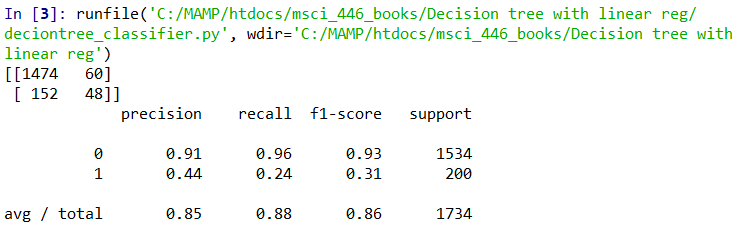 In [3]: runfile('C:/MAMP/htdocs/msci_446_books/Decision tree with linear reg/
deciontree_classifier.py', wdir='C:/MAMP/htdocs/msci_446_books/Decision tree with
linear reg')
[[1474   60]
 [ 152   48]]
             precision    recall  f1-score   support

          0       0.91      0.96      0.93      1534
          1       0.44      0.24      0.31       200

avg / total       0.85      0.88      0.86      1734